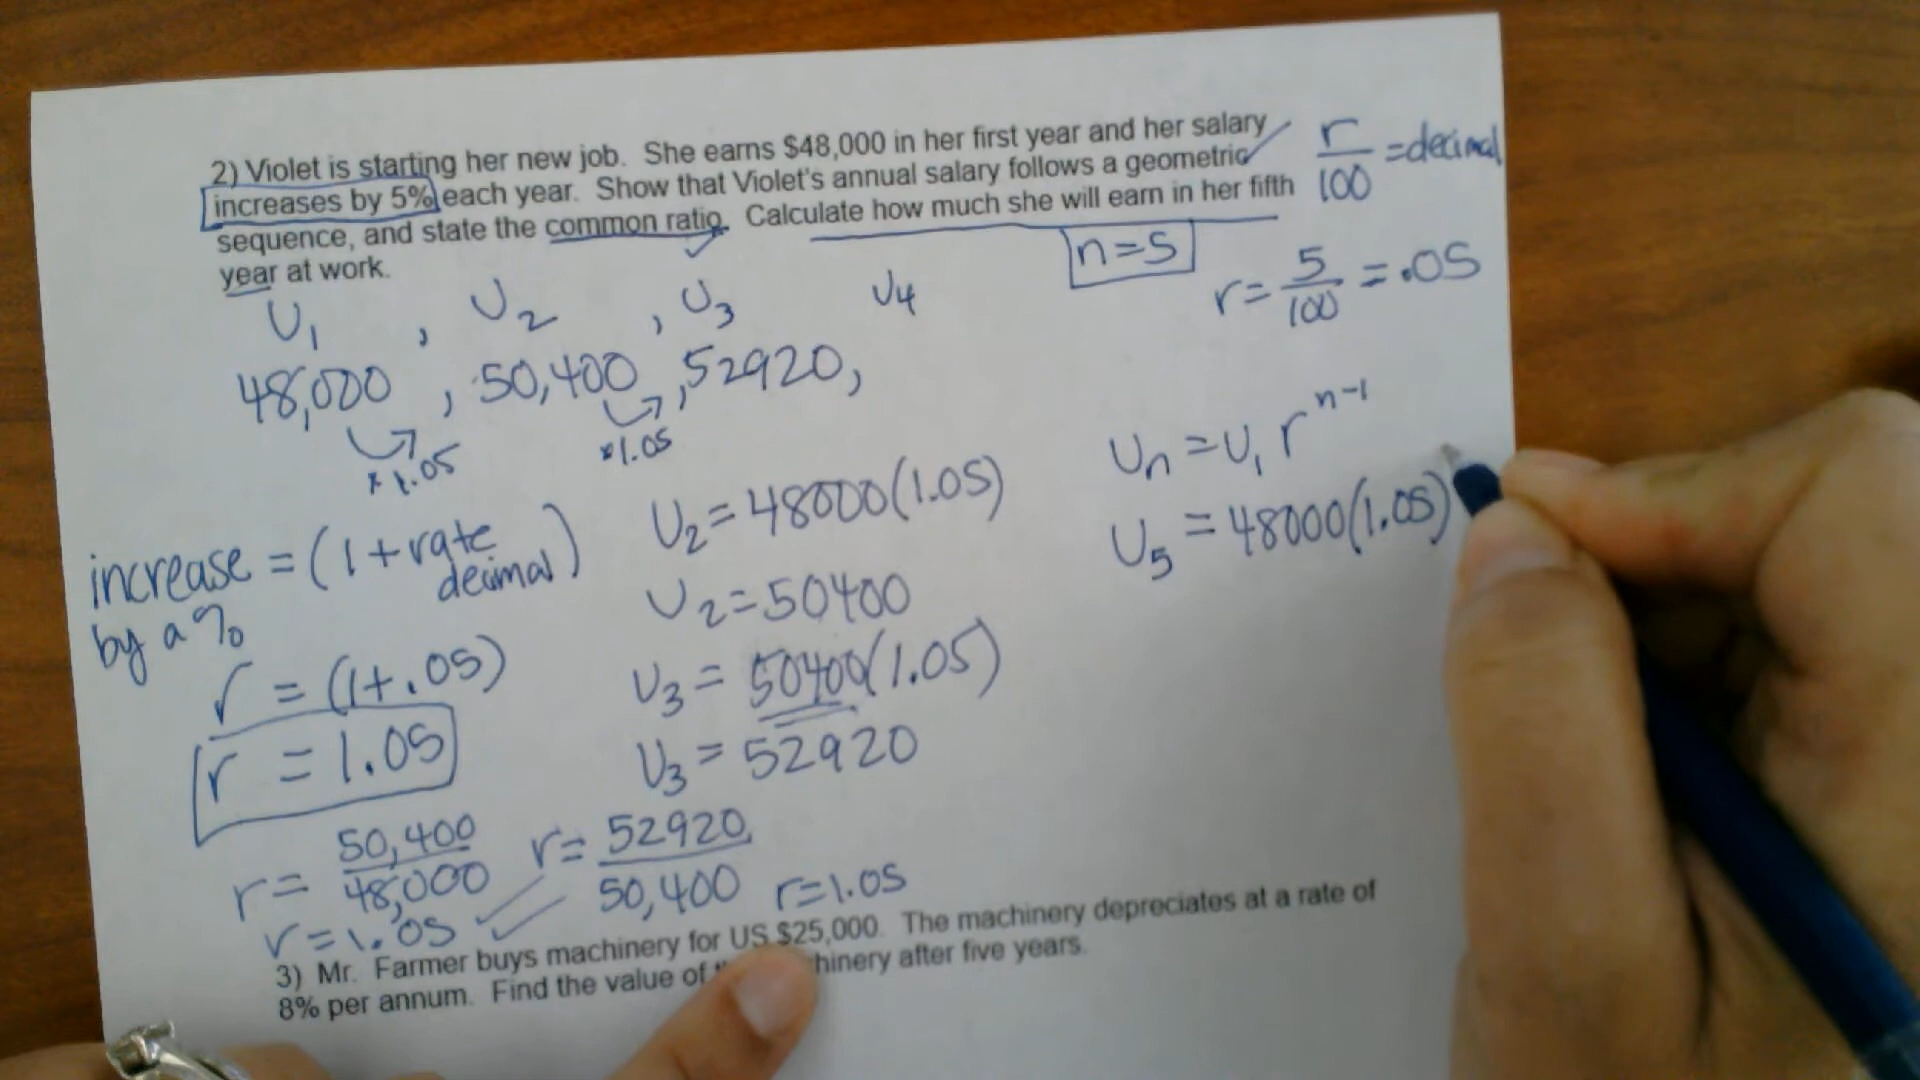 2) Violet is starting her new job. She earns $48,000 in her first year and her salary
increases by 5% each year. Show that Violet's annual salary follows a geometric
sequence, and state the common ratio. Calculate how much she will earn in her fifth
year at work.
r/100 = decimal
n=5
r = 5/100 = .05
U1 , U2 , U3 U4
48,000 , 50,400 , 52920,
×1.05 ×1.05
increase = (1 + rate decimal)
by a %
r = (1+.05)
r = 1.05
U2 = 48000(1.05)
U2 = 50400
U3 = 50400(1.05)
U3 = 52920
Un = U1 r^n-1
U5 = 48000(1.05)
r = 50,400/48,000
r = 1.05
r = 52920/50,400
r=1.05
3) Mr. Farmer buys machinery for US $25,000. The machinery depreciates at a rate of
8% per annum. Find the value of hinery after five years.